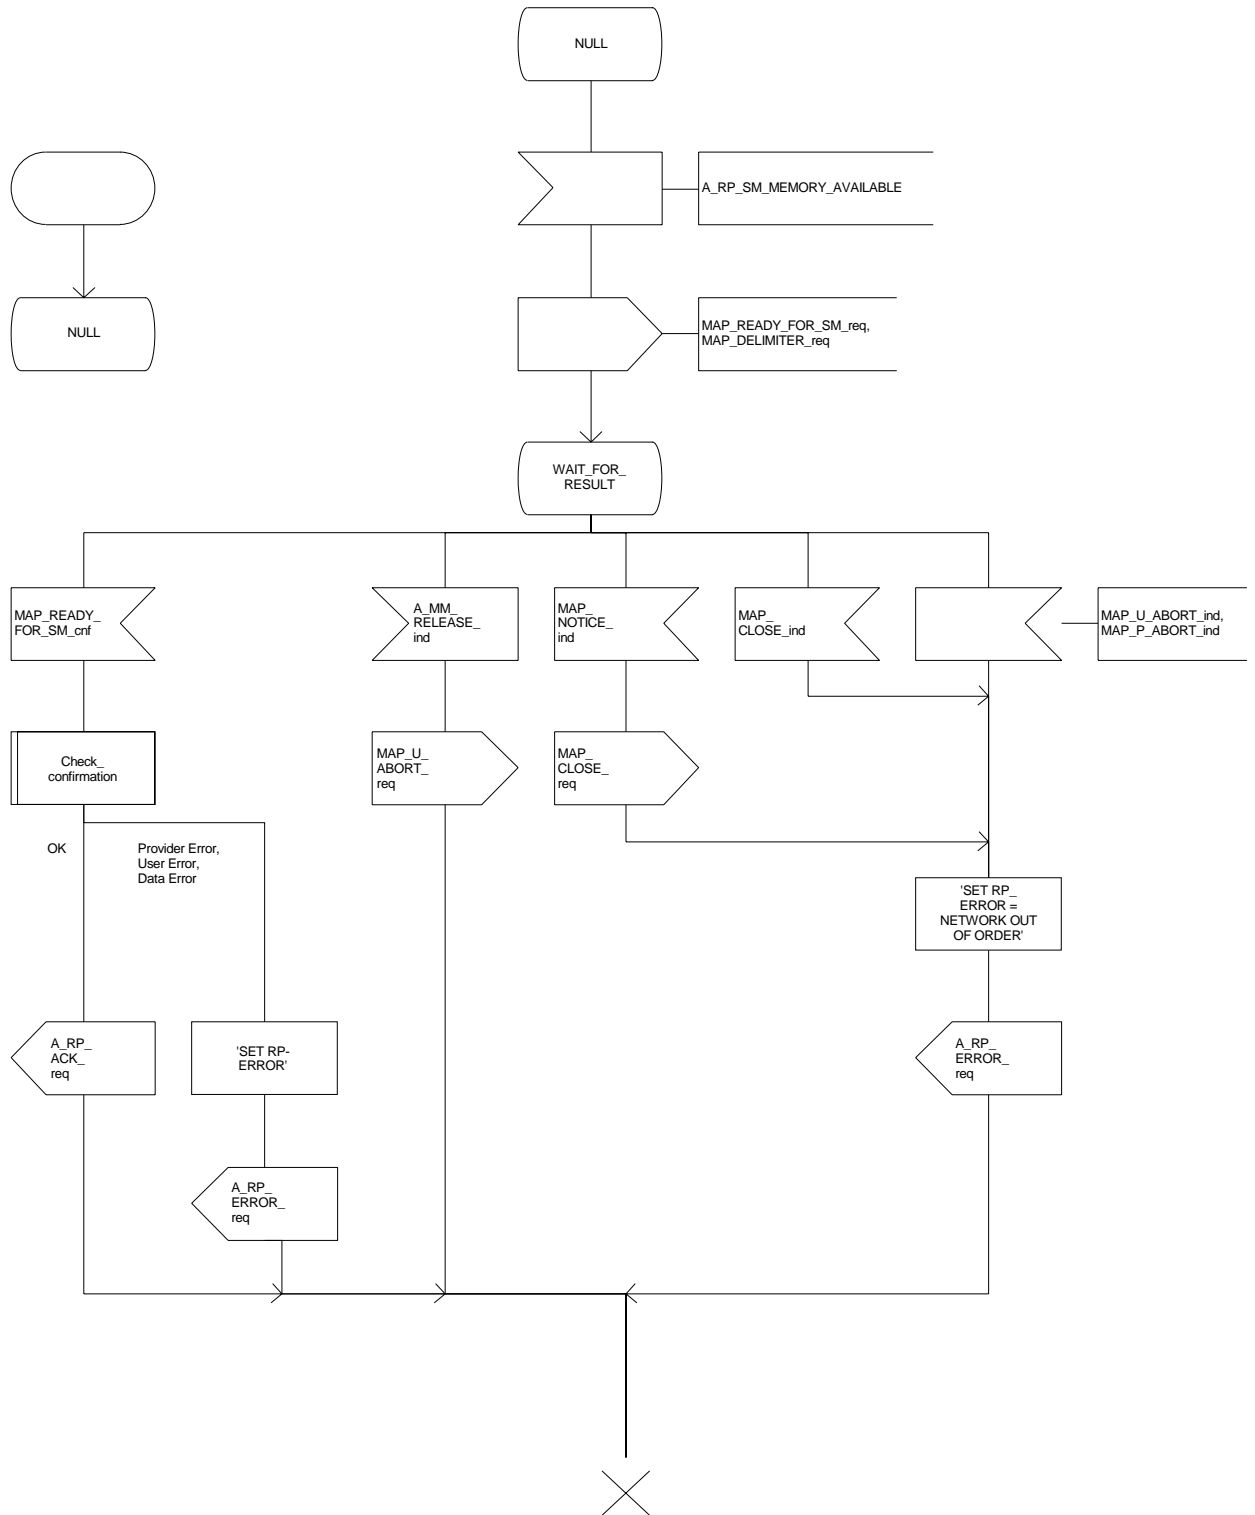 NULL
A_RP_SM_MEMORY_AVAILABLE
NULL
MAP_READY_FOR_SM_req,
MAP_DELIMITER_req
WAIT_FOR_
RESULT
MAP_READY_
FOR_SM_cnf
A_MM_
RELEASE_
ind
MAP_
NOTICE_
ind
MAP_
CLOSE_ind
MAP_U_ABORT_ind,
MAP_P_ABORT_ind
Check_
confirmation
MAP_U_
ABORT_
req
MAP_
CLOSE_
req
OK
Provider Error,
User Error,
Data Error
'SET RP_
ERROR =
NETWORK OUT
OF ORDER'
A_RP_
ACK_
req
'SET RP-
ERROR'
A_RP_
ERROR_
req
A_RP_
ERROR_
req